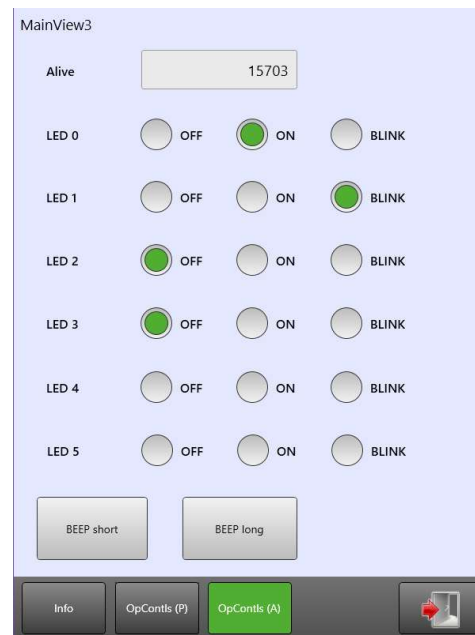 MainView3
Alive 15703
LED 0 OFF ON BLINK
LED 1 OFF ON BLINK
LED 2 OFF ON BLINK
LED 3 OFF ON BLINK
LED 4 OFF ON BLINK
LED 5 OFF ON BLINK
BEEP short BEEP long
Info OpContls (P) OpContls (A)